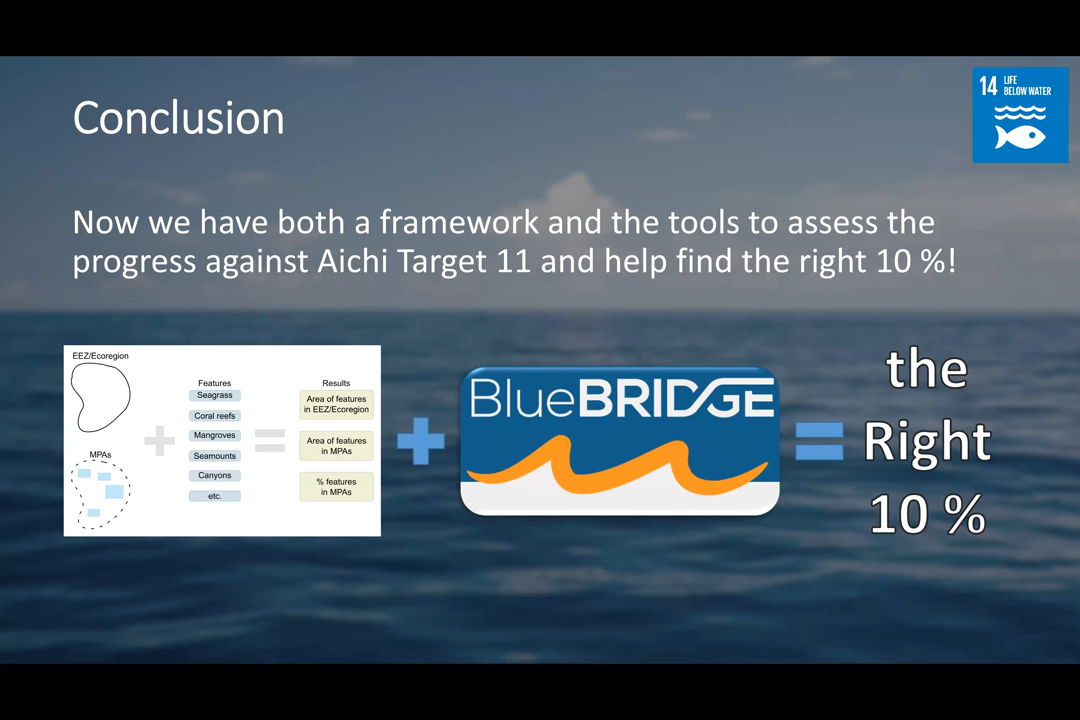 14 LIFE
BELOW WATER
Conclusion
Now we have both a framework and the tools to assess the
progress against Aichi Target 11 and help find the right 10 %!
EEZ/Ecoregion
MPAs
Features
Seagrass
Coral reefs
Mangroves
Seamounts
Canyons
etc.
Results
Area of features
in EEZ/Ecoregion
Area of features
in MPAs
% features
in MPAs
BlueBRIDGE
the
Right
10 %